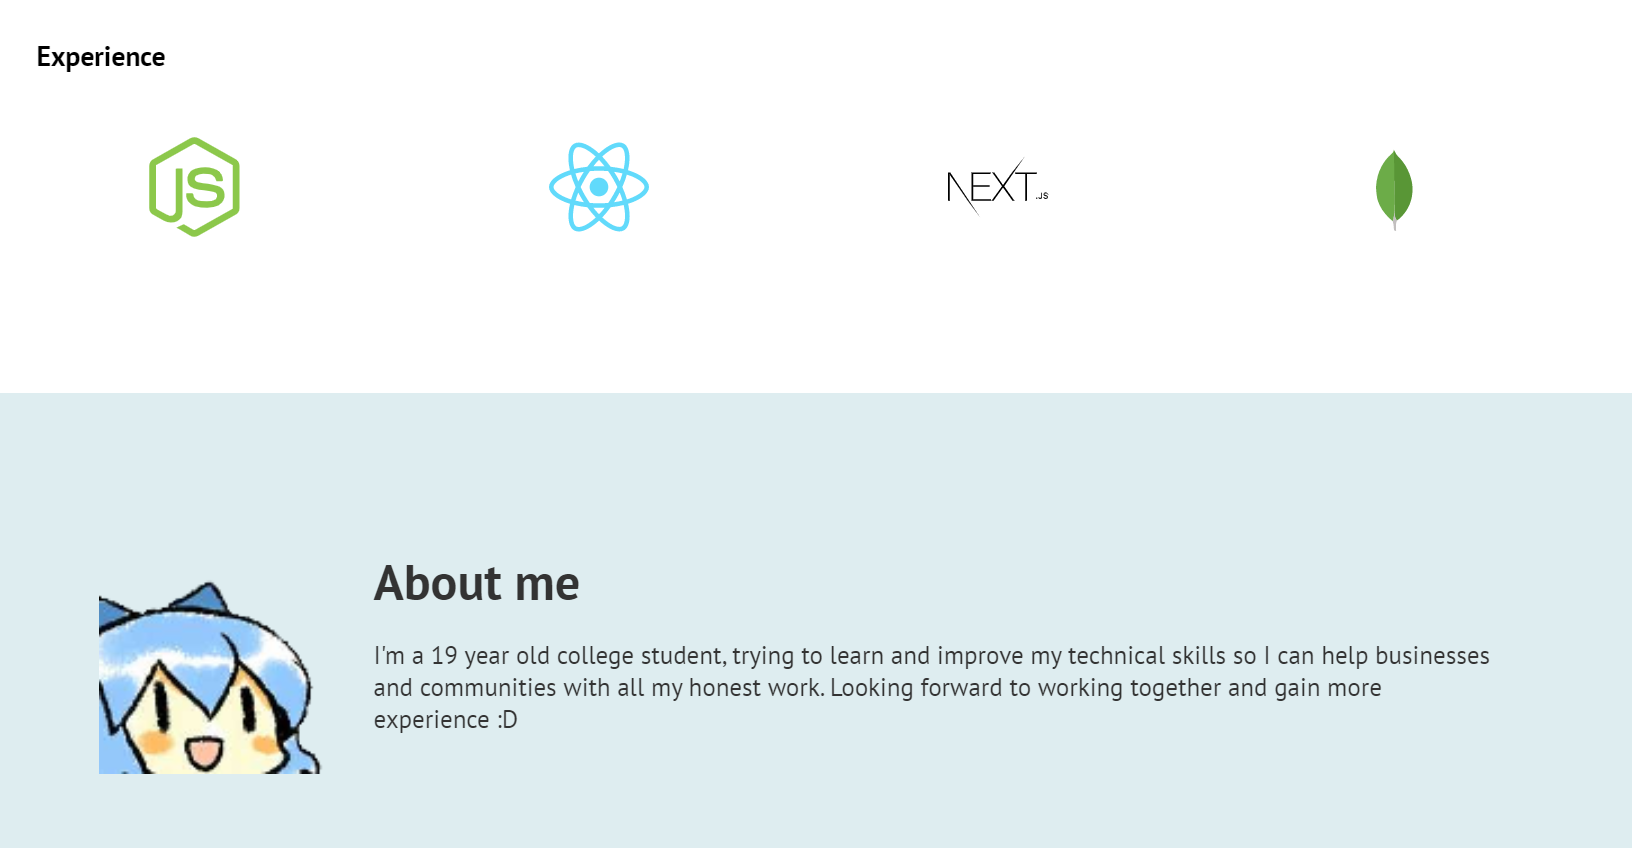 Experience
JS
NEXT.JS
About me
I'm a 19 year old college student, trying to learn and improve my technical skills so I can help businesses
and communities with all my honest work. Looking forward to working together and gain more
experience :D